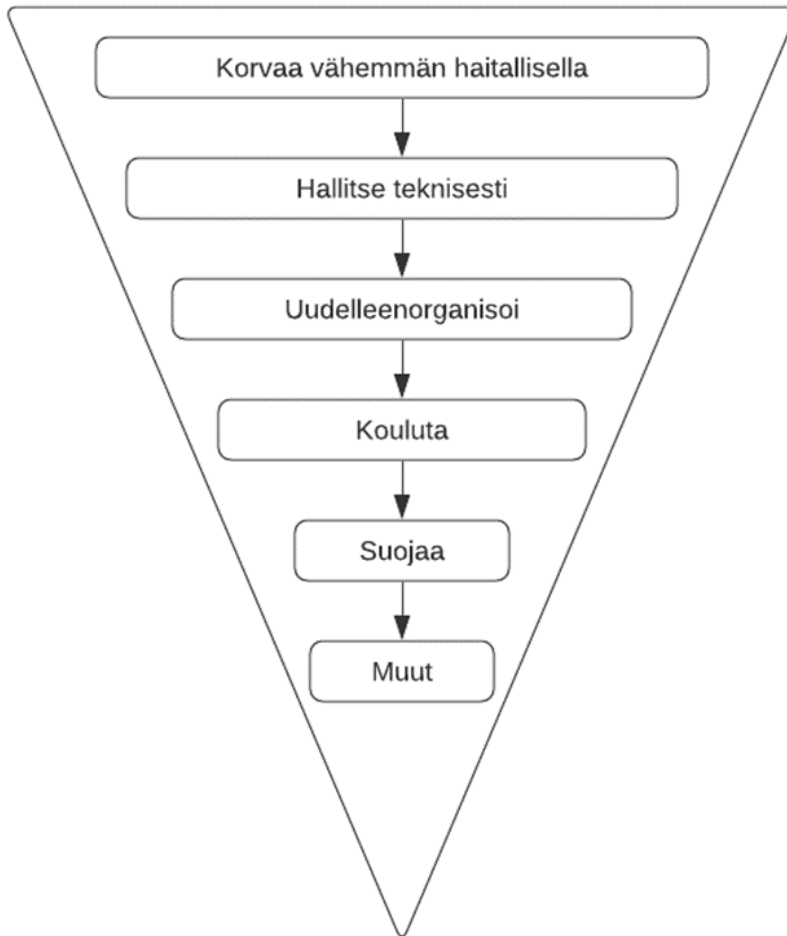 Korvaa vähemmän haitallisella
Hallitse teknisesti
Uudelleenorganisoi
Kouluta
Suojaa
Muut